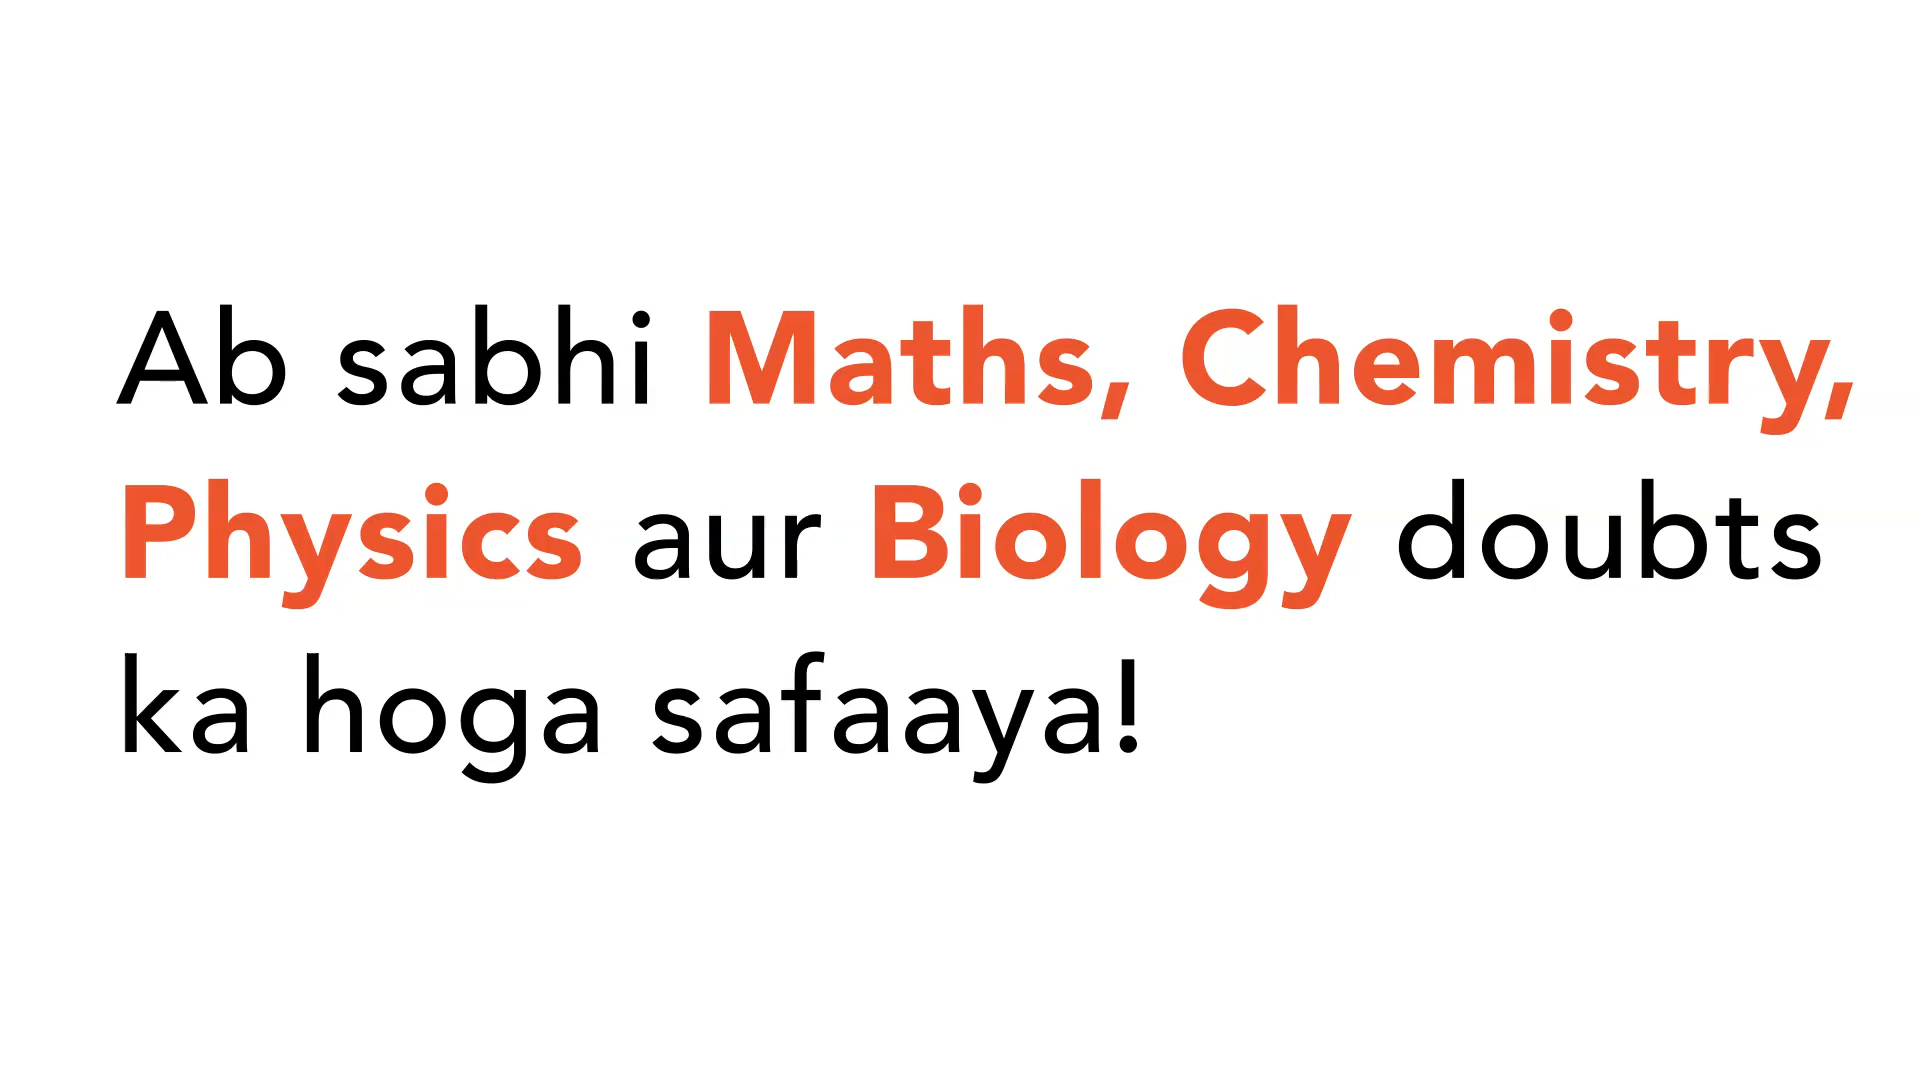 Ab sabhi Maths, Chemistry,
Physics aur Biology doubts
ka hoga safaaya!